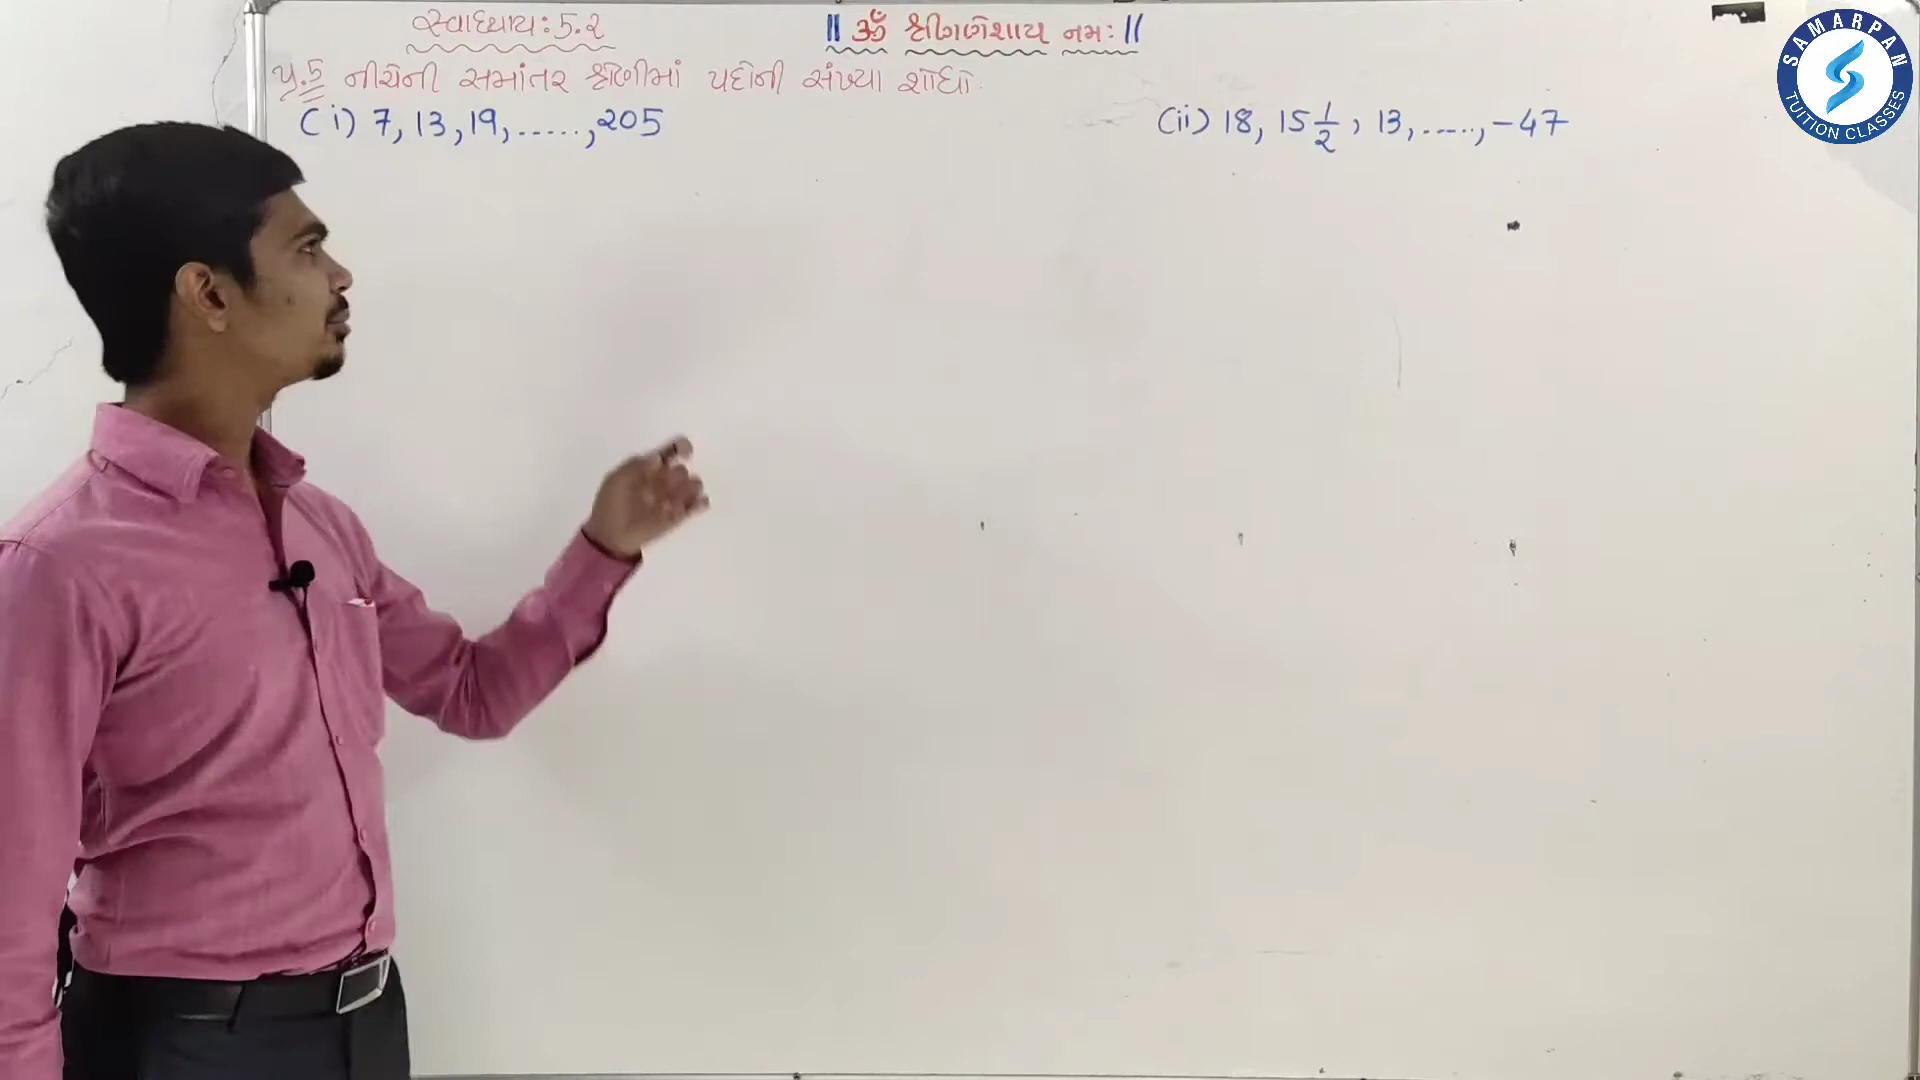 સ્વાધ્યાય: 5.2
॥ ॐ શ્રી ગણેશાય નમઃ ॥
પ્ર.5 નીચેની સમાંતર શ્રેણીમાં પદોની સંખ્યા શોધો.
(i) 7, 13, 19, ....., 205
(ii) 18, 15 1/2, 13, ....., -47
SAMARPAN
TUITION CLASSES